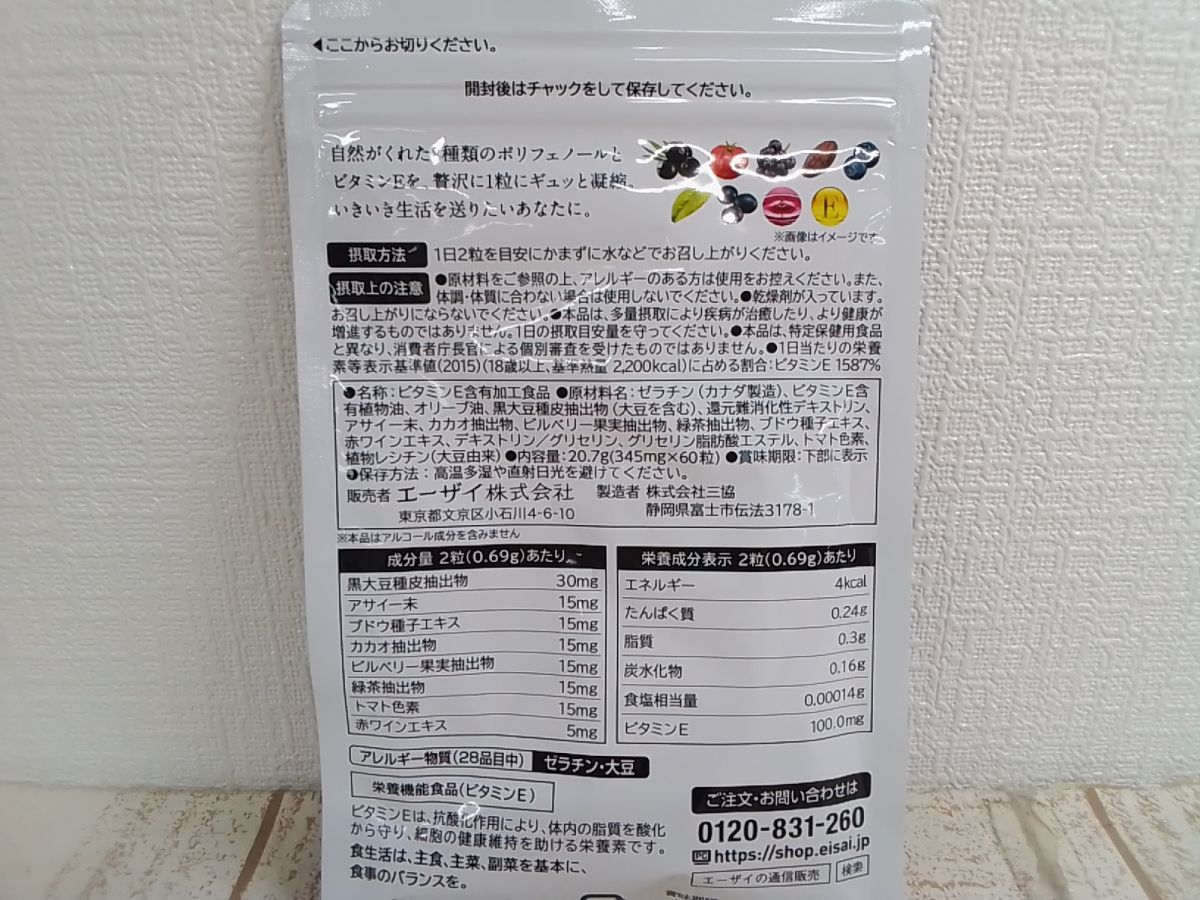 ◀ここからお切りください。
開封後はチャックをして保存してください。
自然がくれた8種類のポリフェノールと
ビタミンEを、贅沢に1粒にギュッと凝縮。
いきいき生活を送りたいあなたに。
E
※画像はイメージです
摂取方法 1日2粒を目安にかまずに水などでお召し上がりください。
摂取上の注意 ●原材料をご参照の上、アレルギーのある方は使用をお控えください。また、
体調・体質に合わない場合は使用しないでください。●乾燥剤が入っています。
お召し上がりにならないでください。●本品は、多量摂取により疾病が治癒したり、より健康が
増進するものではありません。1日の摂取目安量を守ってください。●本品は、特定保健用食品
と異なり、消費者庁長官による個別審査を受けたものではありません。●1日当たりの栄養
素等表示基準値(2015)(18歳以上、基準熱量 2,200kcal)に占める割合:ビタミンE 1587%
●名称:ビタミンE含有加工食品 ●原材料名:ゼラチン(カナダ製造)、ビタミンE含
有植物油、オリーブ油、黒大豆種皮抽出物(大豆を含む)、還元難消化性デキストリン、
アサイー末、カカオ抽出物、ビルベリー果実抽出物、緑茶抽出物、ブドウ種子エキス、
赤ワインエキス、デキストリン/グリセリン、グリセリン脂肪酸エステル、トマト色素、
植物レシチン(大豆由来) ●内容量:20.7g(345mg×60粒) ●賞味期限:下部に表示
●保存方法:高温多湿や直射日光を避けてください。
販売者 エーザイ株式会社 製造者 株式会社三協
東京都文京区小石川4-6-10 静岡県富士市伝法3178-1
※本品はアルコール成分を含みません
成分量 2粒(0.69g)あたり
黒大豆種皮抽出物 30mg
アサイー末 15mg
ブドウ種子エキス 15mg
カカオ抽出物 15mg
ビルベリー果実抽出物 15mg
緑茶抽出物 15mg
トマト色素 15mg
赤ワインエキス 5mg
栄養成分表示 2粒(0.69g)あたり
エネルギー 4kcal
たんぱく質 0.24g
脂質 0.3g
炭水化物 0.16g
食塩相当量 0.00014g
ビタミンE 100.0mg
アレルギー物質(28品目中) ゼラチン・大豆
栄養機能食品(ビタミンE)
ビタミンEは、抗酸化作用により、体内の脂質を酸化
から守り、細胞の健康維持を助ける栄養素です。
食生活は、主食、主菜、副菜を基本に、
食事のバランスを。
ご注文・お問い合わせは
0120-831-260
PC https://shop.eisai.jp
エーザイの通信販売 検索